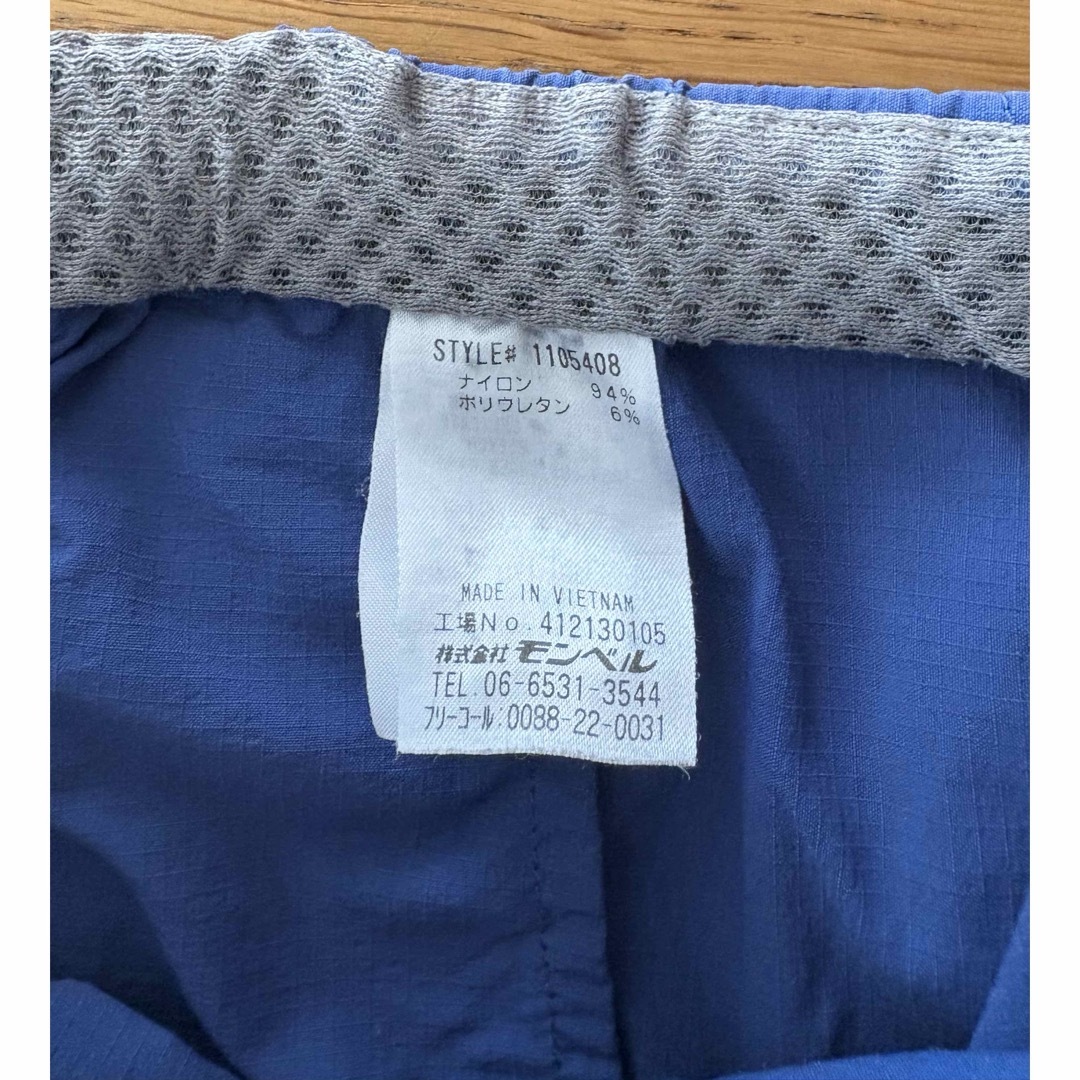 STYLE# 1105408
ナイロン 94%
ポリウレタン 6%
MADE IN VIETNAM
工場No.412130105
株式会社 モンベル
TEL.06-6531-3544
フリーコール:0088-22-0031